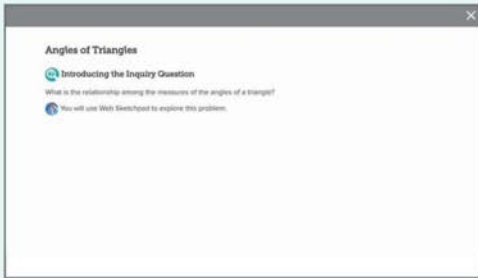 Angles of Triangles
Introducing the Inquiry Question
What is the relationship among the measures of the angles of a triangle?
You will use Web Sketchpad to explore this problem.